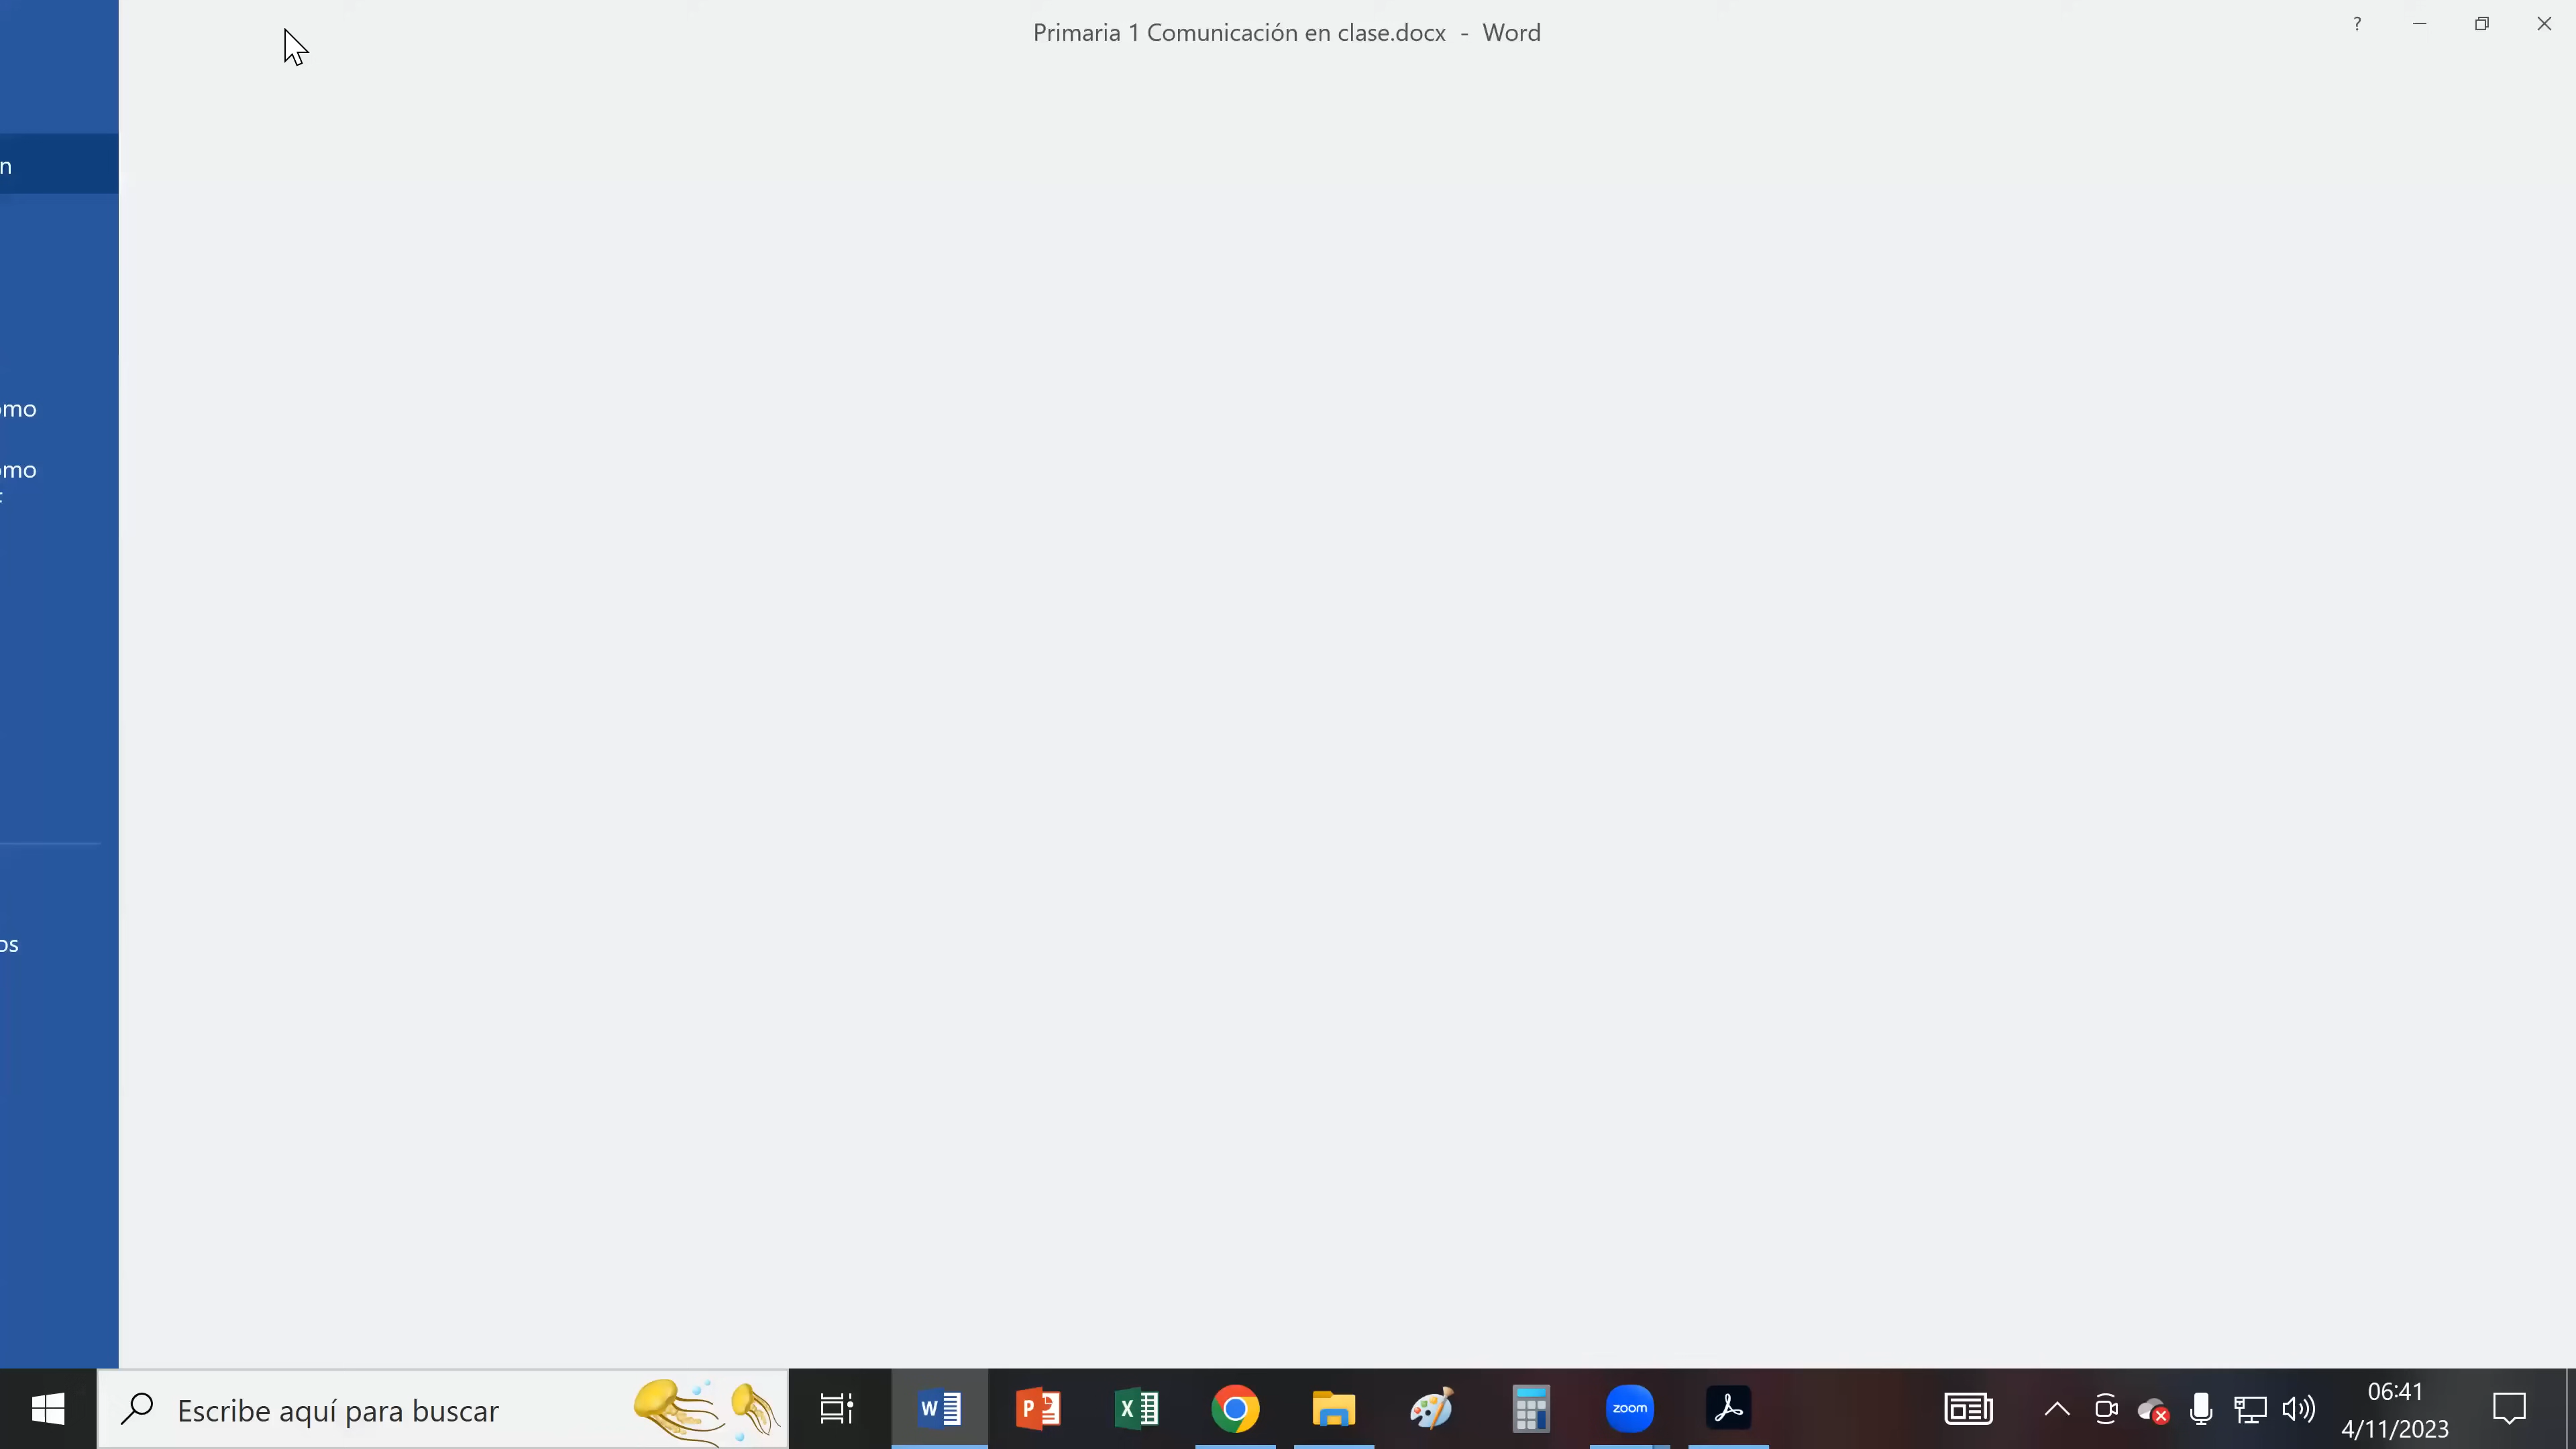 Primaria 1 Comunicación en clase.docx - Word
?
n
omo
omo
os
Escribe aquí para buscar
W
P
X
zoom
06:41
4/11/2023